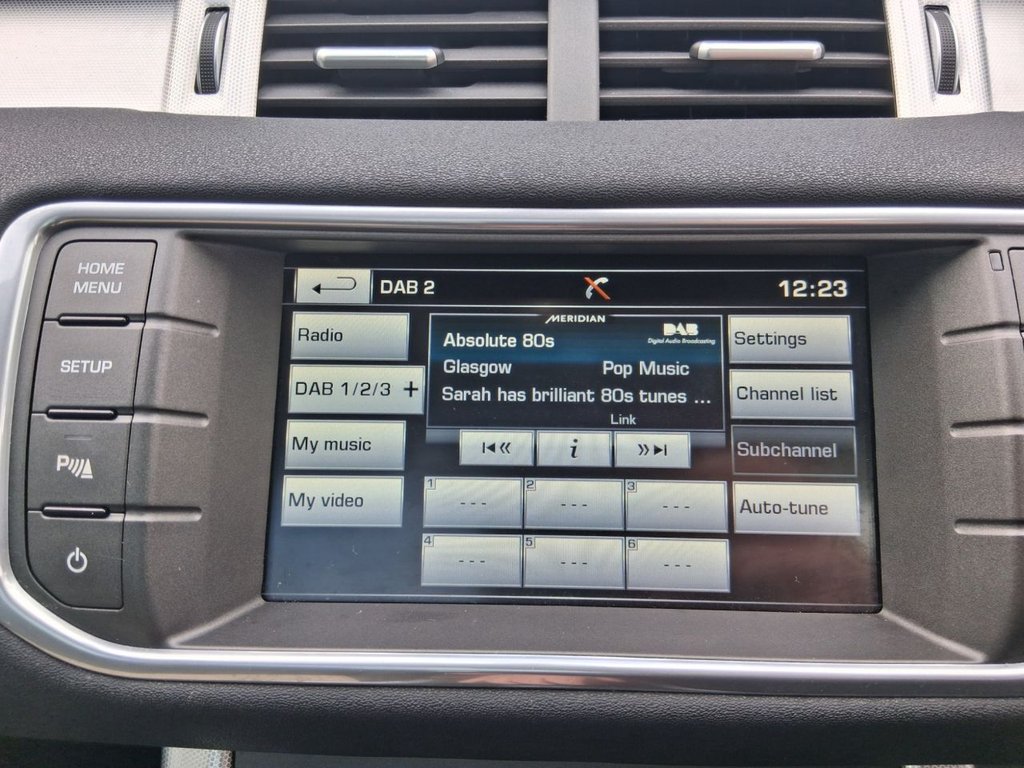 HOME
MENU
SETUP
P
DAB 2
12:23
Radio
DAB 1/2/3 +
My music
My video
MERIDIAN
DAB
Digital Audio Broadcasting
Absolute 80s
Glasgow
Pop Music
Sarah has brilliant 80s tunes ...
Link
i
1 ---
2 ---
3 ---
4 ---
5 ---
6 ---
Settings
Channel list
Subchannel
Auto-tune